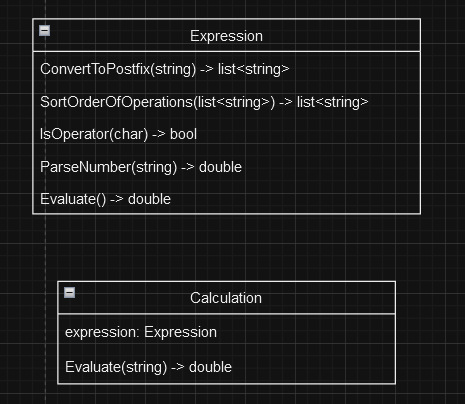 Expression
ConvertToPostfix(string) -> list<string>
SortOrderOfOperations(list<string>) -> list<string>
IsOperator(char) -> bool
ParseNumber(string) -> double
Evaluate() -> double
Calculation
expression: Expression
Evaluate(string) -> double